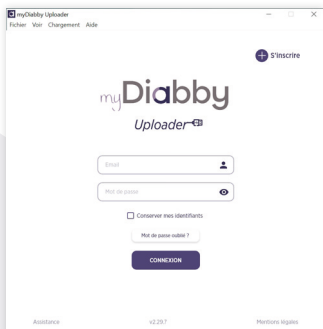 myDiabby Uploader
Fichier Voir Chargement Aide
S'inscrire
myDiabby
Uploader
Email
Mot de passe
Conserver mes identifiants
Mot de passe oublié ?
CONNEXION
Assistance v2.29.7 Mentions légales